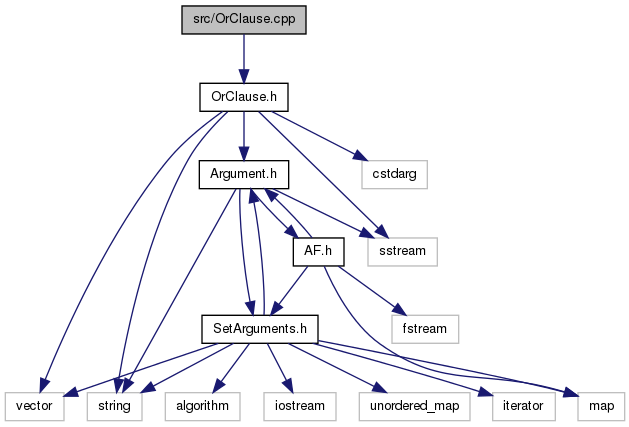 src/OrClause.cpp
OrClause.h
Argument.h
cstdarg
AF.h
sstream
SetArguments.h
fstream
vector
string
algorithm
iostream
unordered_map
iterator
map